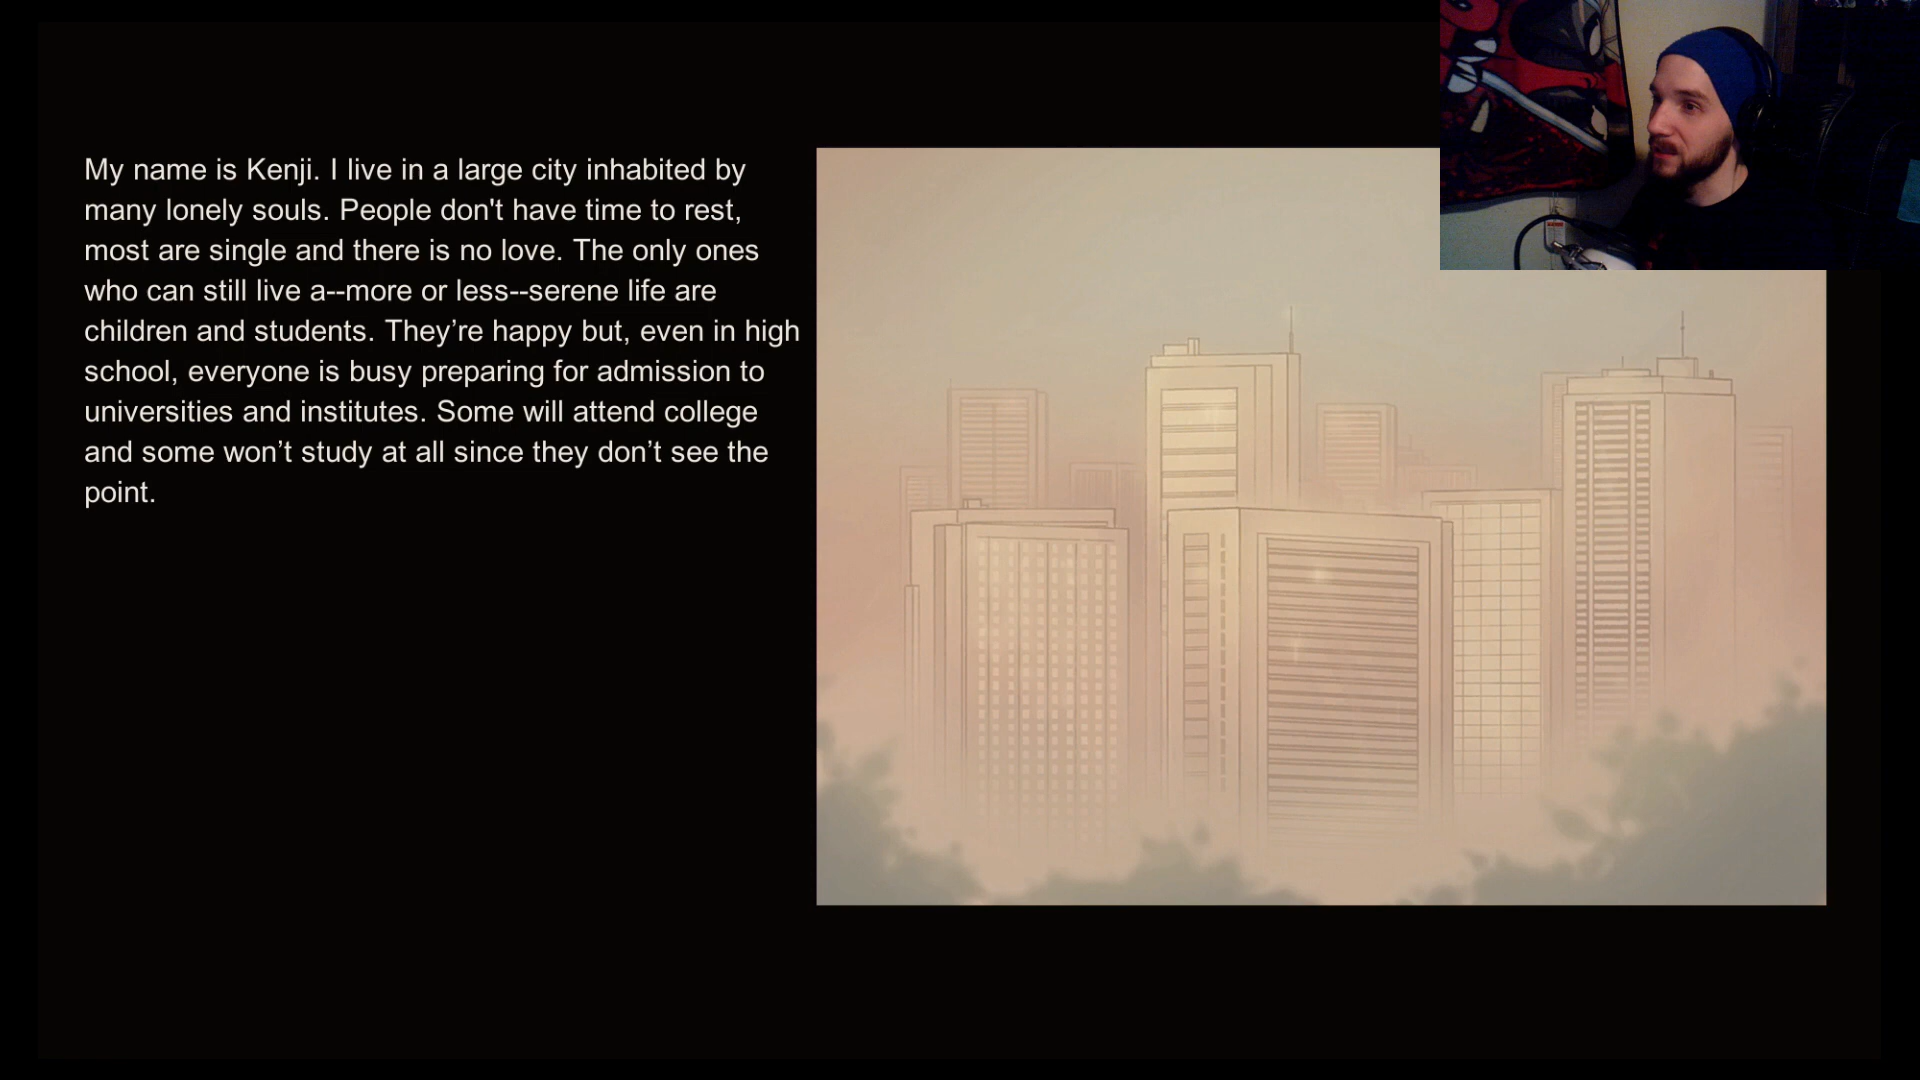 My name is Kenji. I live in a large city inhabited by
many lonely souls. People don't have time to rest,
most are single and there is no love. The only ones
who can still live a--more or less--serene life are
children and students. They’re happy but, even in high
school, everyone is busy preparing for admission to
universities and institutes. Some will attend college
and some won’t study at all since they don’t see the
point.